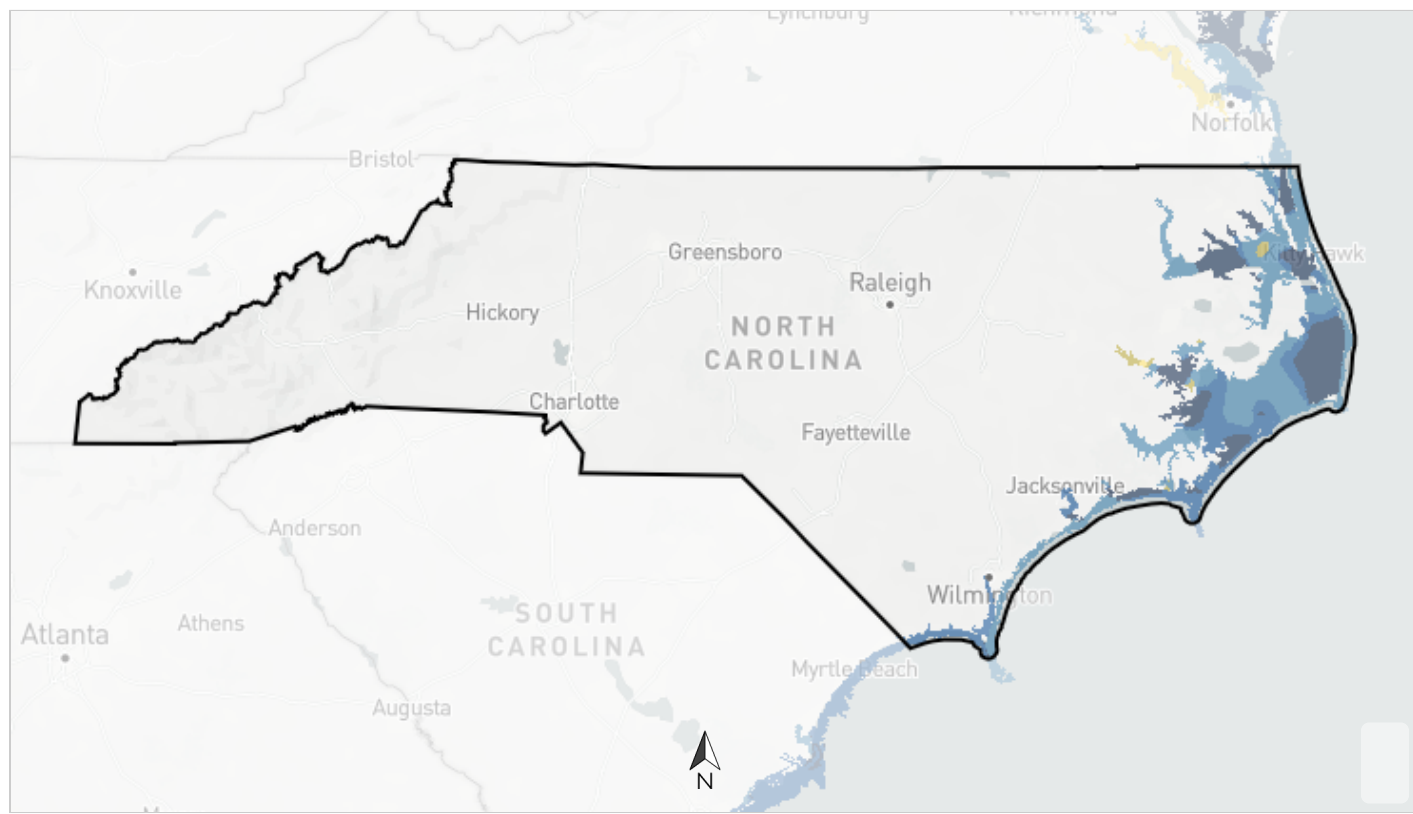 Lynchburg
Richmond
Norfolk
Bristol
Greensboro
Kitty Hawk
Raleigh
Knoxville
Hickory
NORTH
CAROLINA
Charlotte
Fayetteville
Jacksonville
Anderson
Wilmington
SOUTH
CAROLINA
Athens
Atlanta
Myrtle Beach
Augusta
N